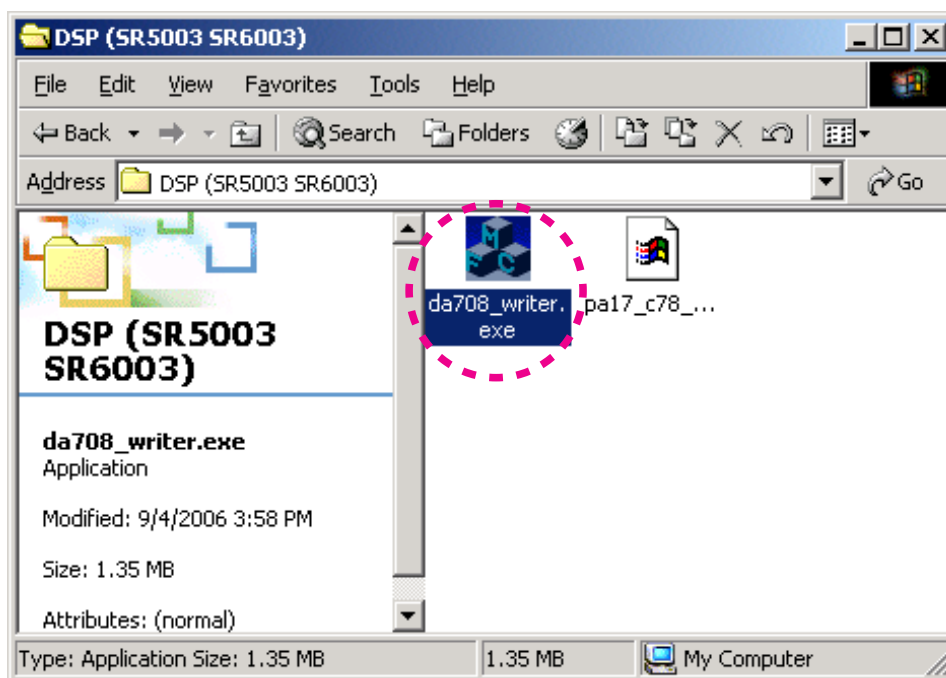 DSP (SR5003 SR6003)
File Edit View Favorites Tools Help
Back Search Folders
Address DSP (SR5003 SR6003) Go
M
F C
da708_writer.
exe
pa17_c78_...
DSP (SR5003
SR6003)
da708_writer.exe
Application
Modified: 9/4/2006 3:58 PM
Size: 1.35 MB
Attributes: (normal)
Type: Application Size: 1.35 MB 1.35 MB My Computer